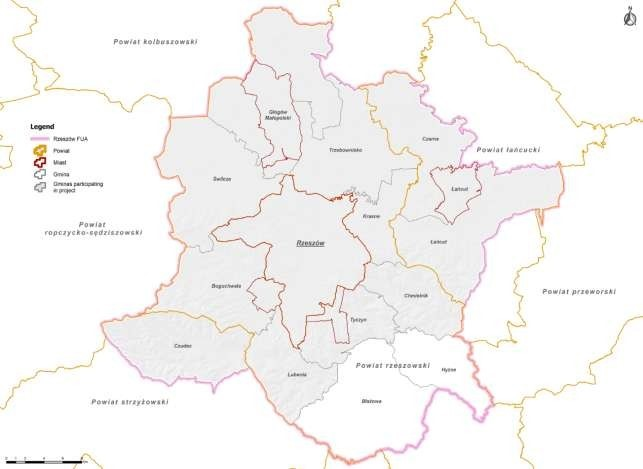 N
Powiat kolbuszowski
Głogów
Małopolski
Legend
Rzeszów FUA
Powiat
Miast
Gmina
Gminas participating
in project
Trzebownisko
Czarna
Powiat łańcucki
Świlcza
Łańcut
Krasne
Powiat
ropczycko-sędziszowski
Rzeszów
Łańcut
Boguchwała
Chmielnik
Powiat przeworski
Tyczyn
Czudec
Powiat rzeszowski
Lubenia
Hyżne
Powiat strzyżowski
Błażowa